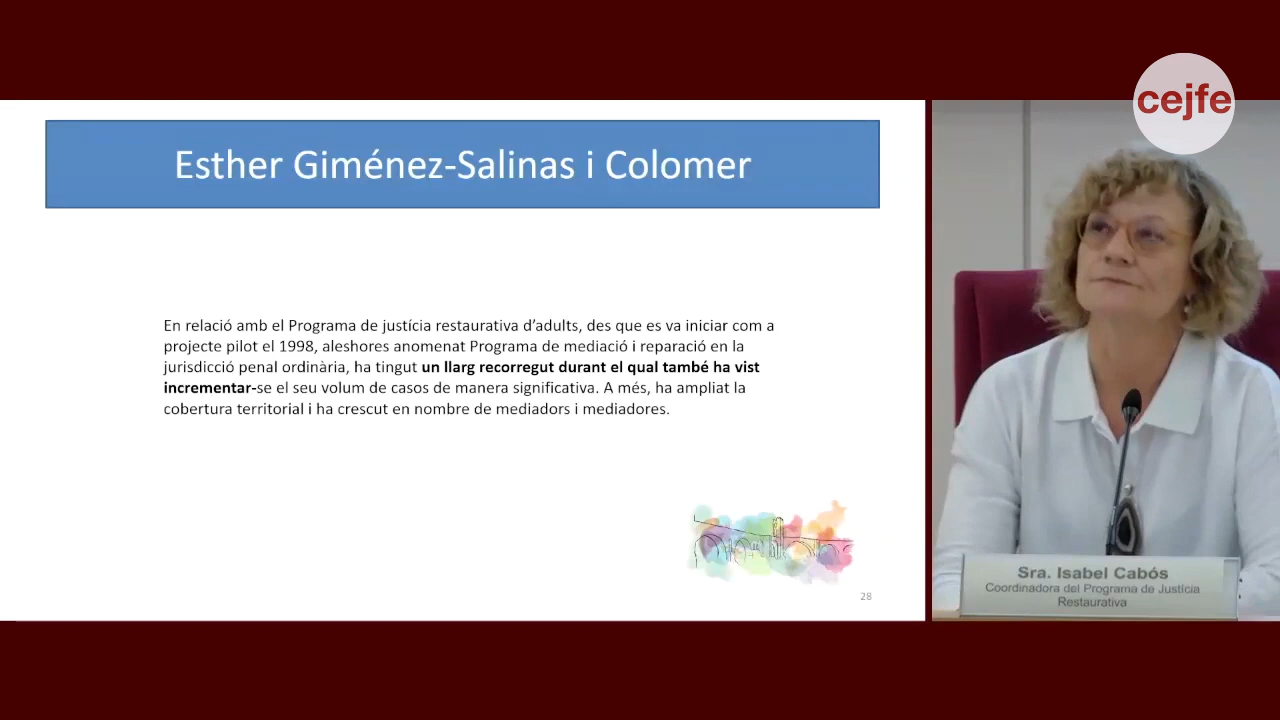 cejfe
Esther Giménez-Salinas i Colomer
En relació amb el Programa de justícia restaurativa d’adults, des que es va iniciar com a
projecte pilot el 1998, aleshores anomenat Programa de mediació i reparació en la
jurisdicció penal ordinària, ha tingut un llarg recorregut durant el qual també ha vist
incrementar-se el seu volum de casos de manera significativa. A més, ha ampliat la
cobertura territorial i ha crescut en nombre de mediadors i mediadores.
28
Sra. Isabel Cabós
Coordinadora del Programa de Justícia
Restaurativa